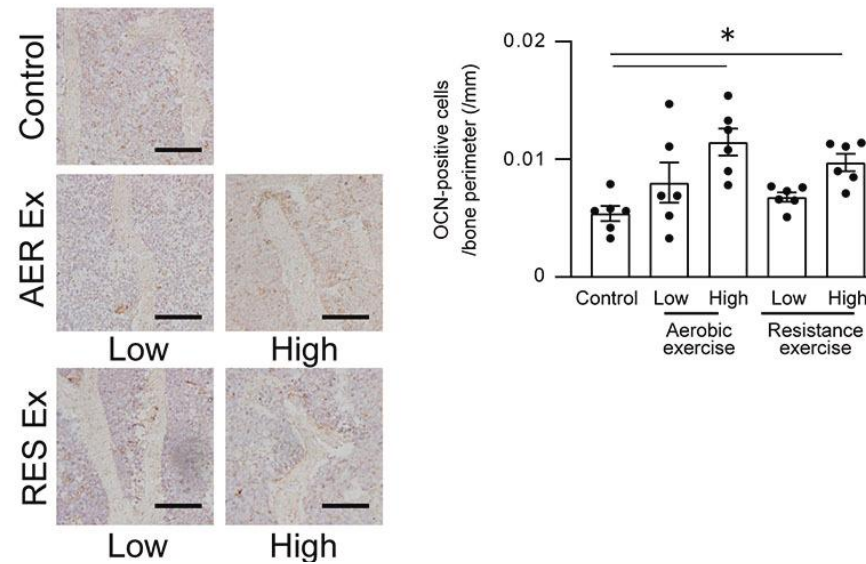 Control
AER Ex
Low
High
RES Ex
Low
High
OCN-positive cells
/bone perimeter (/mm)
0.02
0.01
0
*
Control
Low
High
Low
High
Aerobic
exercise
Resistance
exercise